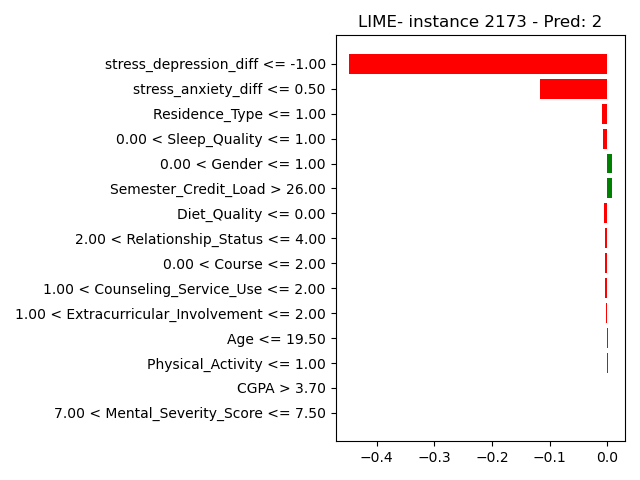 LIME- instance 2173 - Pred: 2
stress_depression_diff <= -1.00
stress_anxiety_diff <= 0.50
Residence_Type <= 1.00
0.00 < Sleep_Quality <= 1.00
0.00 < Gender <= 1.00
Semester_Credit_Load > 26.00
Diet_Quality <= 0.00
2.00 < Relationship_Status <= 4.00
0.00 < Course <= 2.00
1.00 < Counseling_Service_Use <= 2.00
1.00 < Extracurricular_Involvement <= 2.00
Age <= 19.50
Physical_Activity <= 1.00
CGPA > 3.70
7.00 < Mental_Severity_Score <= 7.50
−0.4 −0.3 −0.2 −0.1 0.0